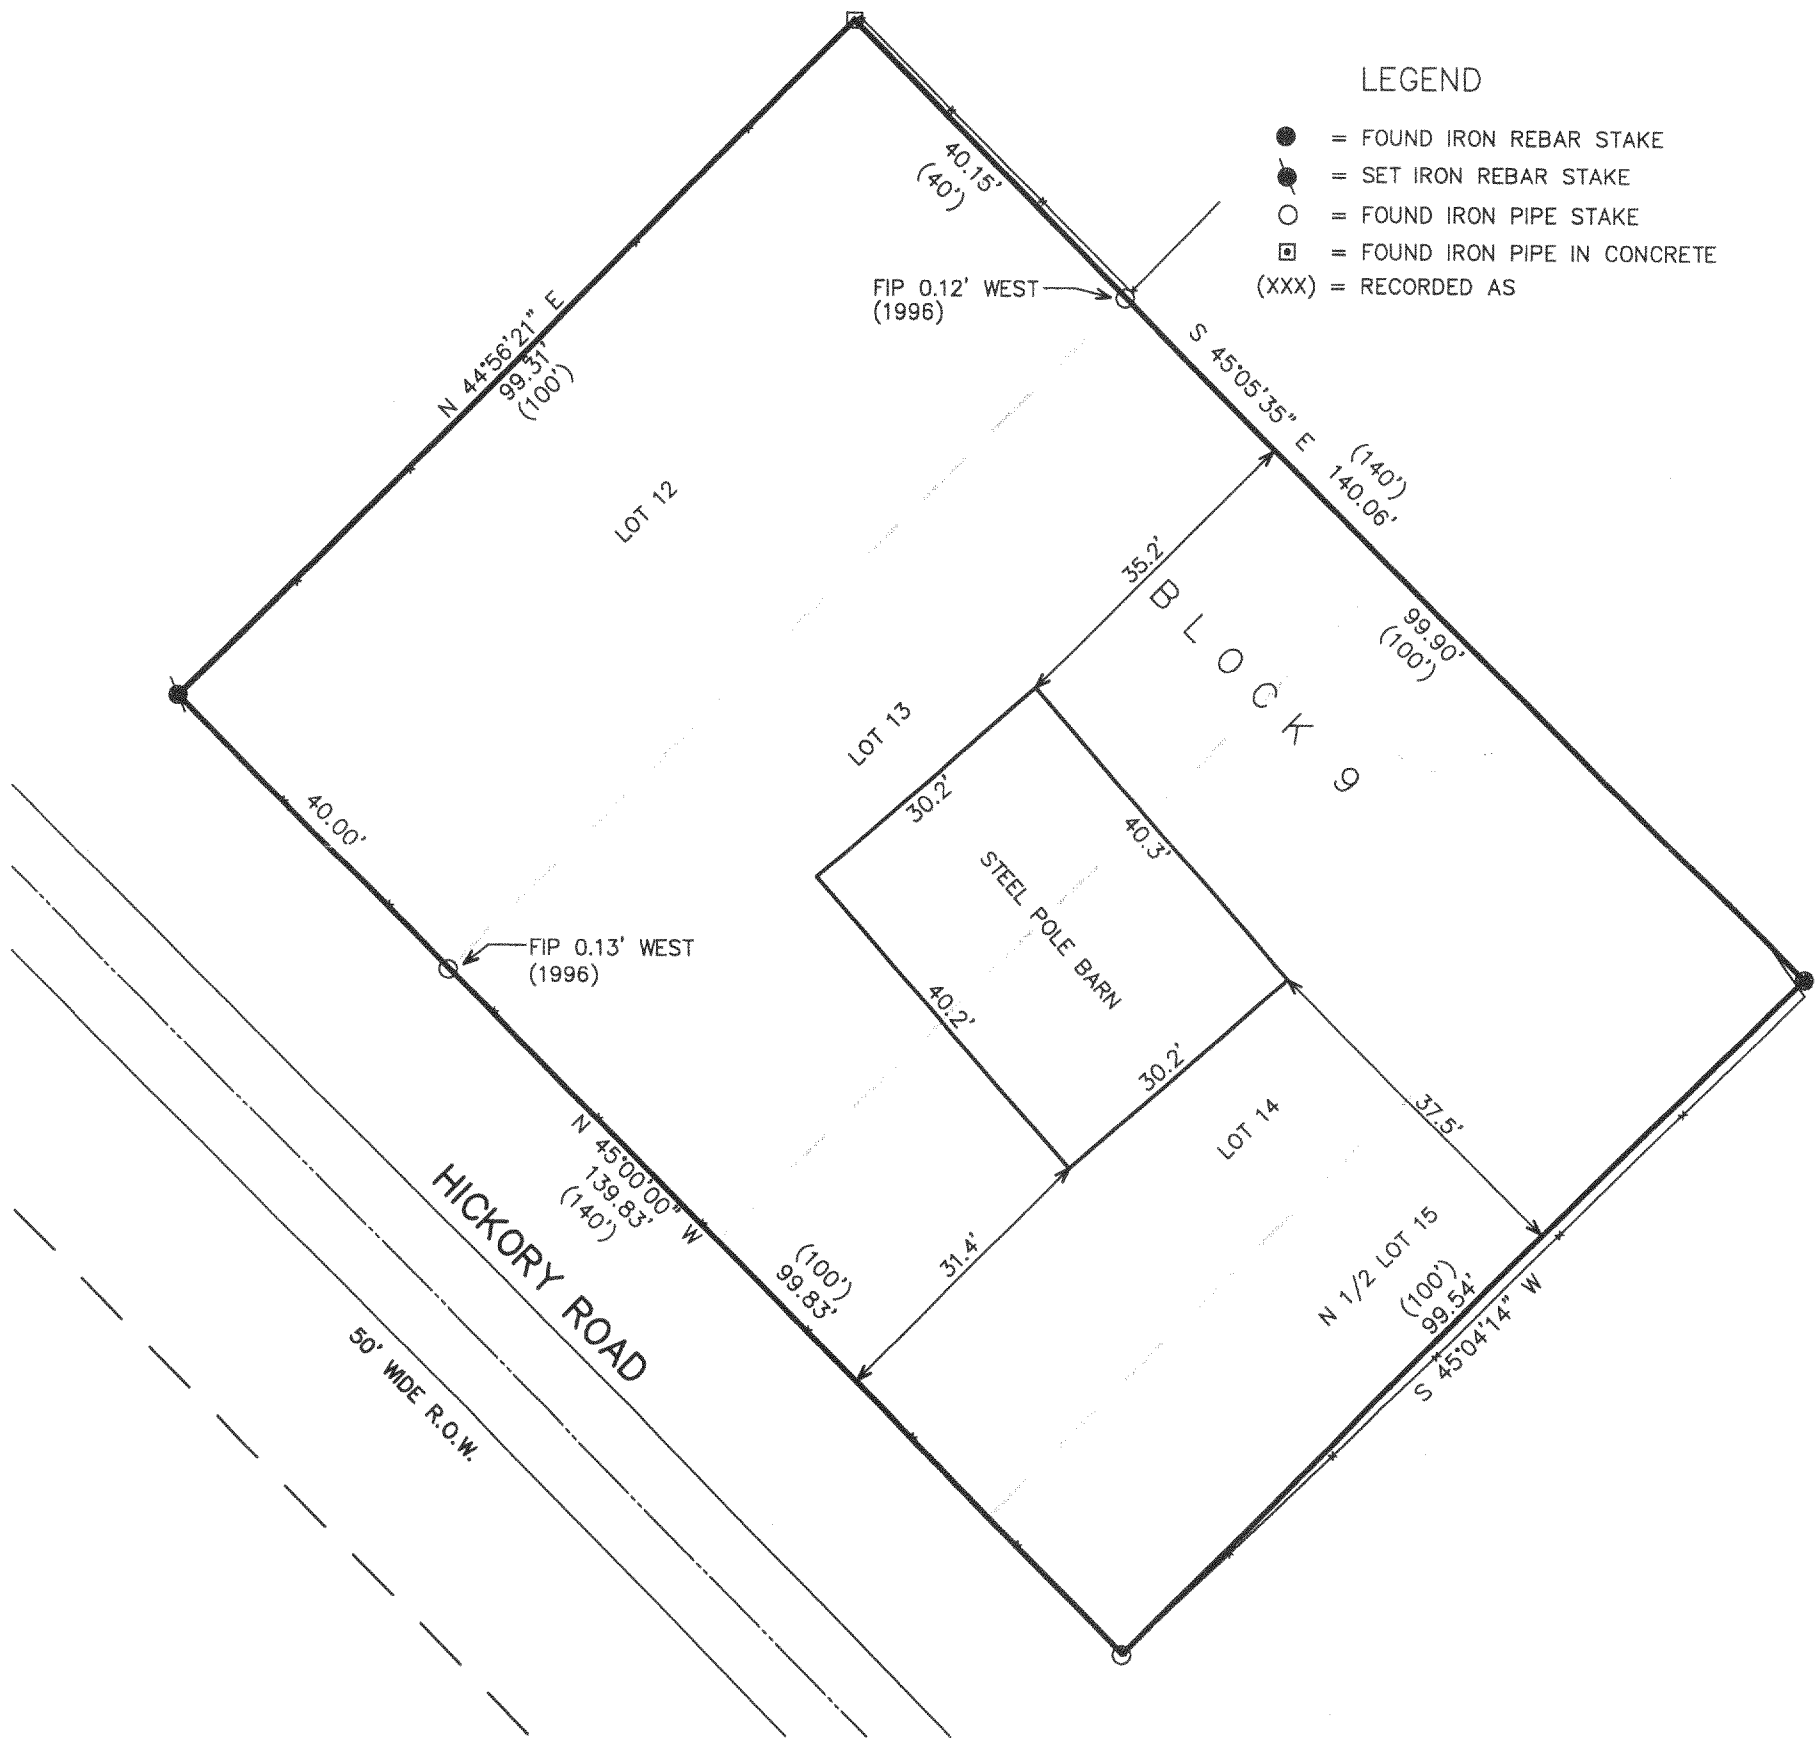 LEGEND
= FOUND IRON REBAR STAKE
= SET IRON REBAR STAKE
= FOUND IRON PIPE STAKE
= FOUND IRON PIPE IN CONCRETE
(XXX) = RECORDED AS
40.15'
(40')
FIP 0.12' WEST
(1996)
N 44°56'21" E
99.31'
(100')
S 45°05'35" E
(140')
140.06'
LOT 12
35.2'
BLOCK 9
99.90'
(100')
LOT 13
30.2'
40.3'
STEEL POLE BARN
40.2'
30.2'
40.00'
FIP 0.13' WEST
(1996)
N 45°00'00" W
139.83'
(140')
LOT 14
37.5'
31.4'
(100')
99.83'
N 1/2 LOT 15
(100')
99.54'
S 45°04'14" W
HICKORY ROAD
50' WIDE R.O.W.